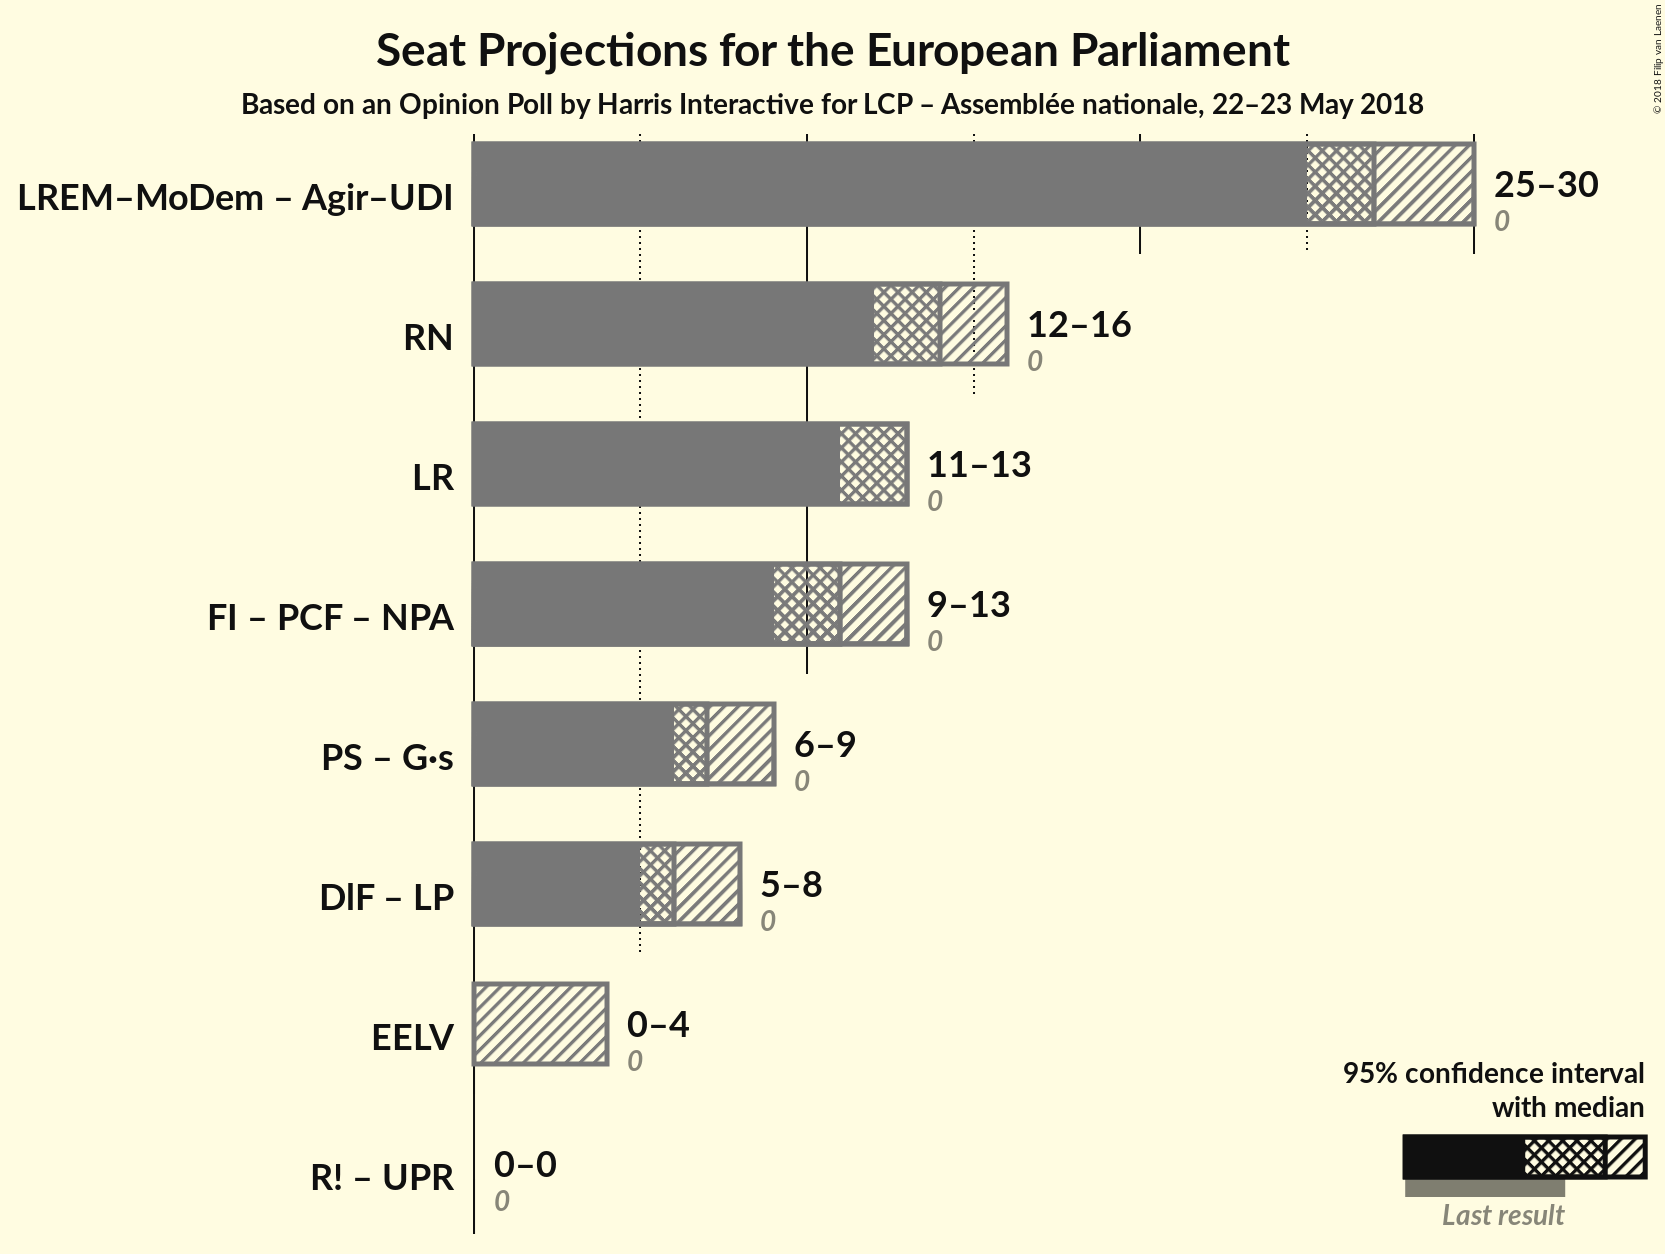 Seat Projections for the European Parliament
Based on an Opinion Poll by Harris Interactive for LCP – Assemblée nationale, 22–23 May 2018
© 2018 Filip van Laenen
LREM–MoDem – Agir–UDI
25–30
0
RN
12–16
0
LR
11–13
0
FI – PCF – NPA
9–13
0
PS – G·s
6–9
0
DlF – LP
5–8
0
EELV
0–4
0
R! – UPR
0–0
0
95% confidence interval
with median
Last result